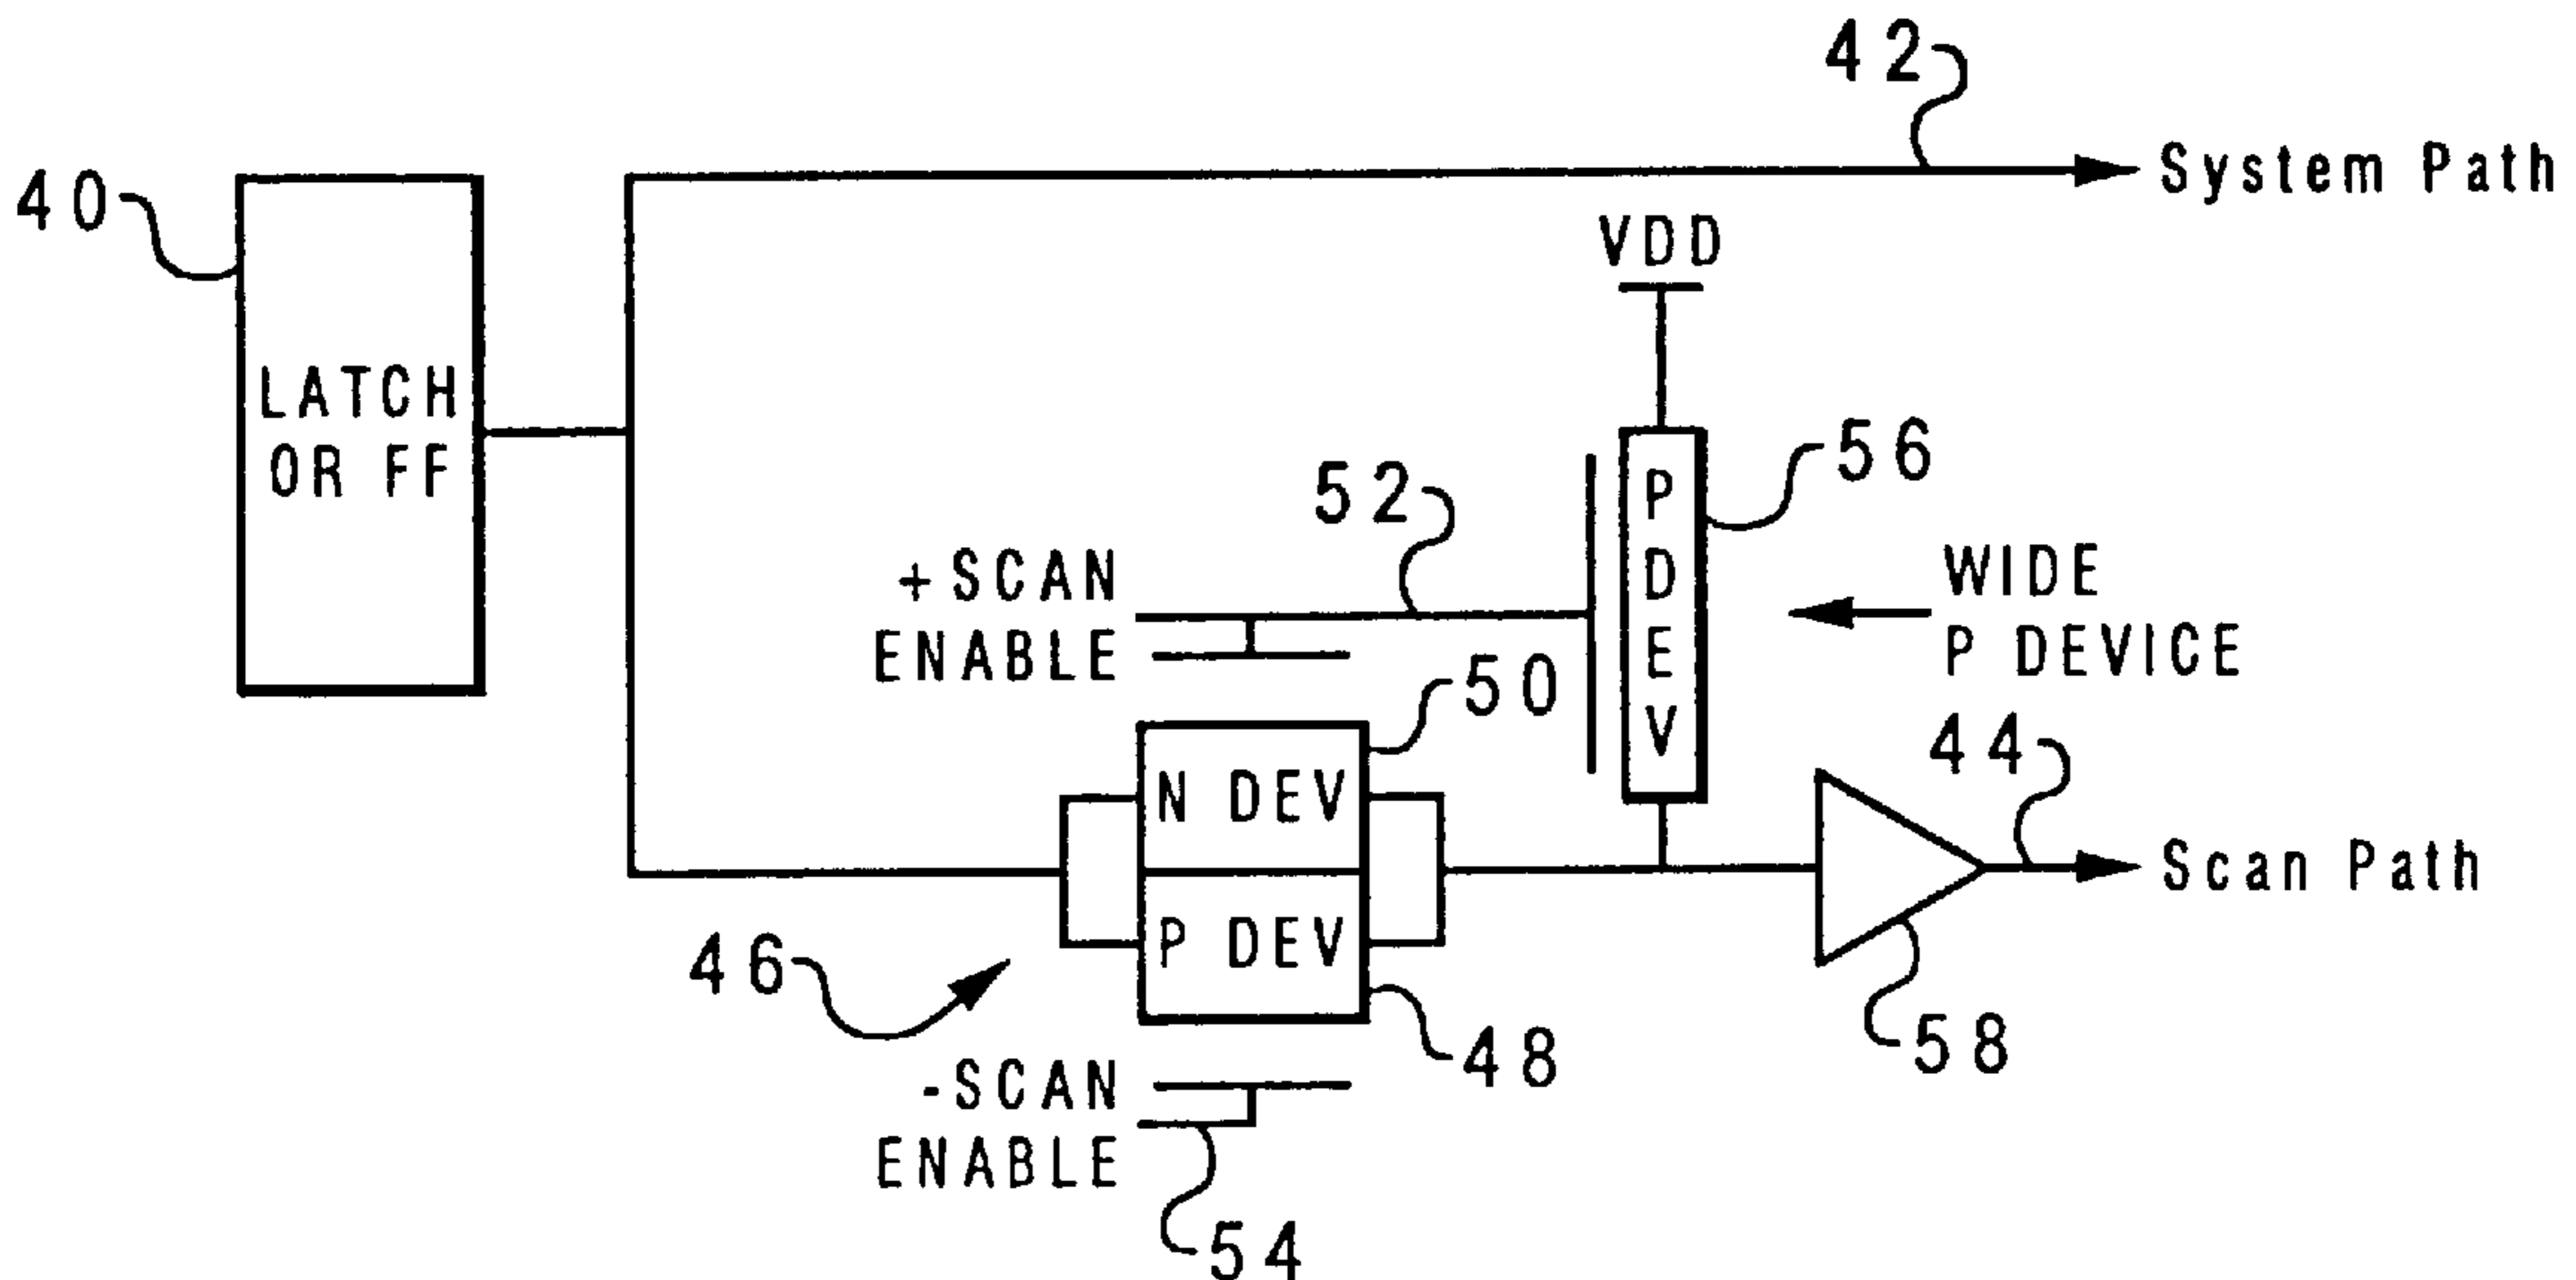 42
System Path
40
VDD
LATCH
OR FF
56
52
+SCAN
ENABLE
P
D
E
V
WIDE
P DEVICE
50
44
N DEV
P DEV
Scan Path
46
48
58
-SCAN
ENABLE
54